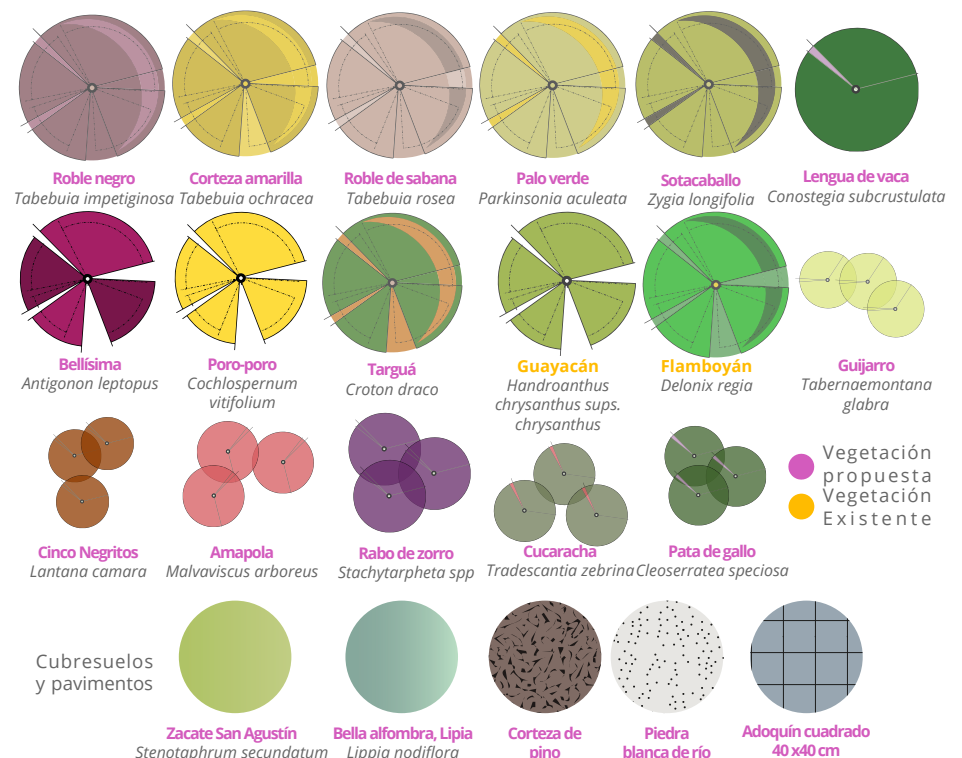 Roble negro
Tabebuia impetiginosa
Corteza amarilla
Tabebuia ochracea
Roble de sabana
Tabebuia rosea
Palo verde
Parkinsonia aculeata
Sotacaballo
Zygia longifolia
Lengua de vaca
Conostegia subcrustulata
Bellísima
Antigonon leptopus
Poro-poro
Cochlospernum
vitifolium
Targuá
Croton draco
Guayacán
Handroanthus
chrysanthus sups.
chrysanthus
Flamboyán
Delonix regia
Guijarro
Tabernaemontana
glabra
Cinco Negritos
Lantana camara
Amapola
Malvaviscus arboreus
Rabo de zorro
Stachytarpheta spp
Cucaracha
Tradescantia zebrina
Pata de gallo
Cleoserratea speciosa
Vegetación
propuesta
Vegetación
Existente
Cubresuelos
y pavimentos
Zacate San Agustín
Stenotaphrum secundatum
Bella alfombra, Lipia
Lippia nodiflora
Corteza de
pino
Piedra
blanca de río
Adoquín cuadrado
40 x40 cm